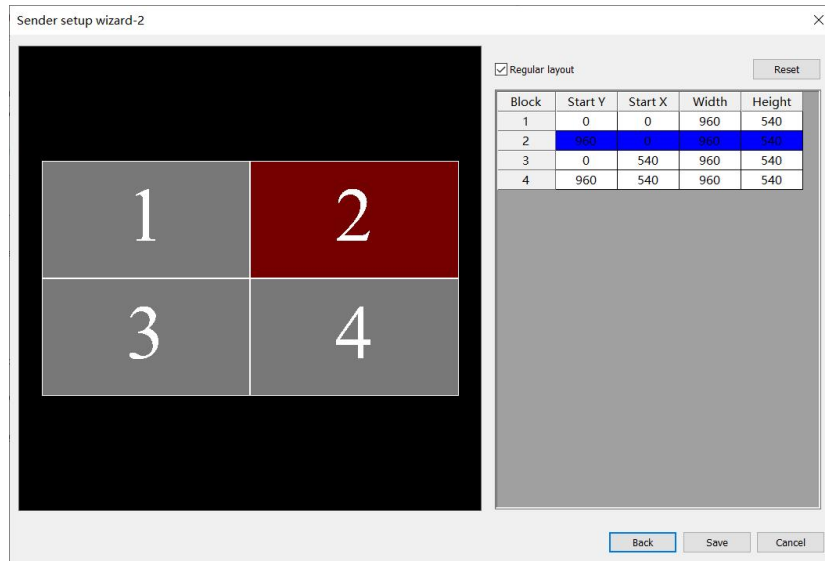 Sender setup wizard-2
1 2
3 4
Regular layout Reset
Block Start Y Start X Width Height
1 0 0 960 540
2 960 0 960 540
3 0 540 960 540
4 960 540 960 540
Back Save Cancel